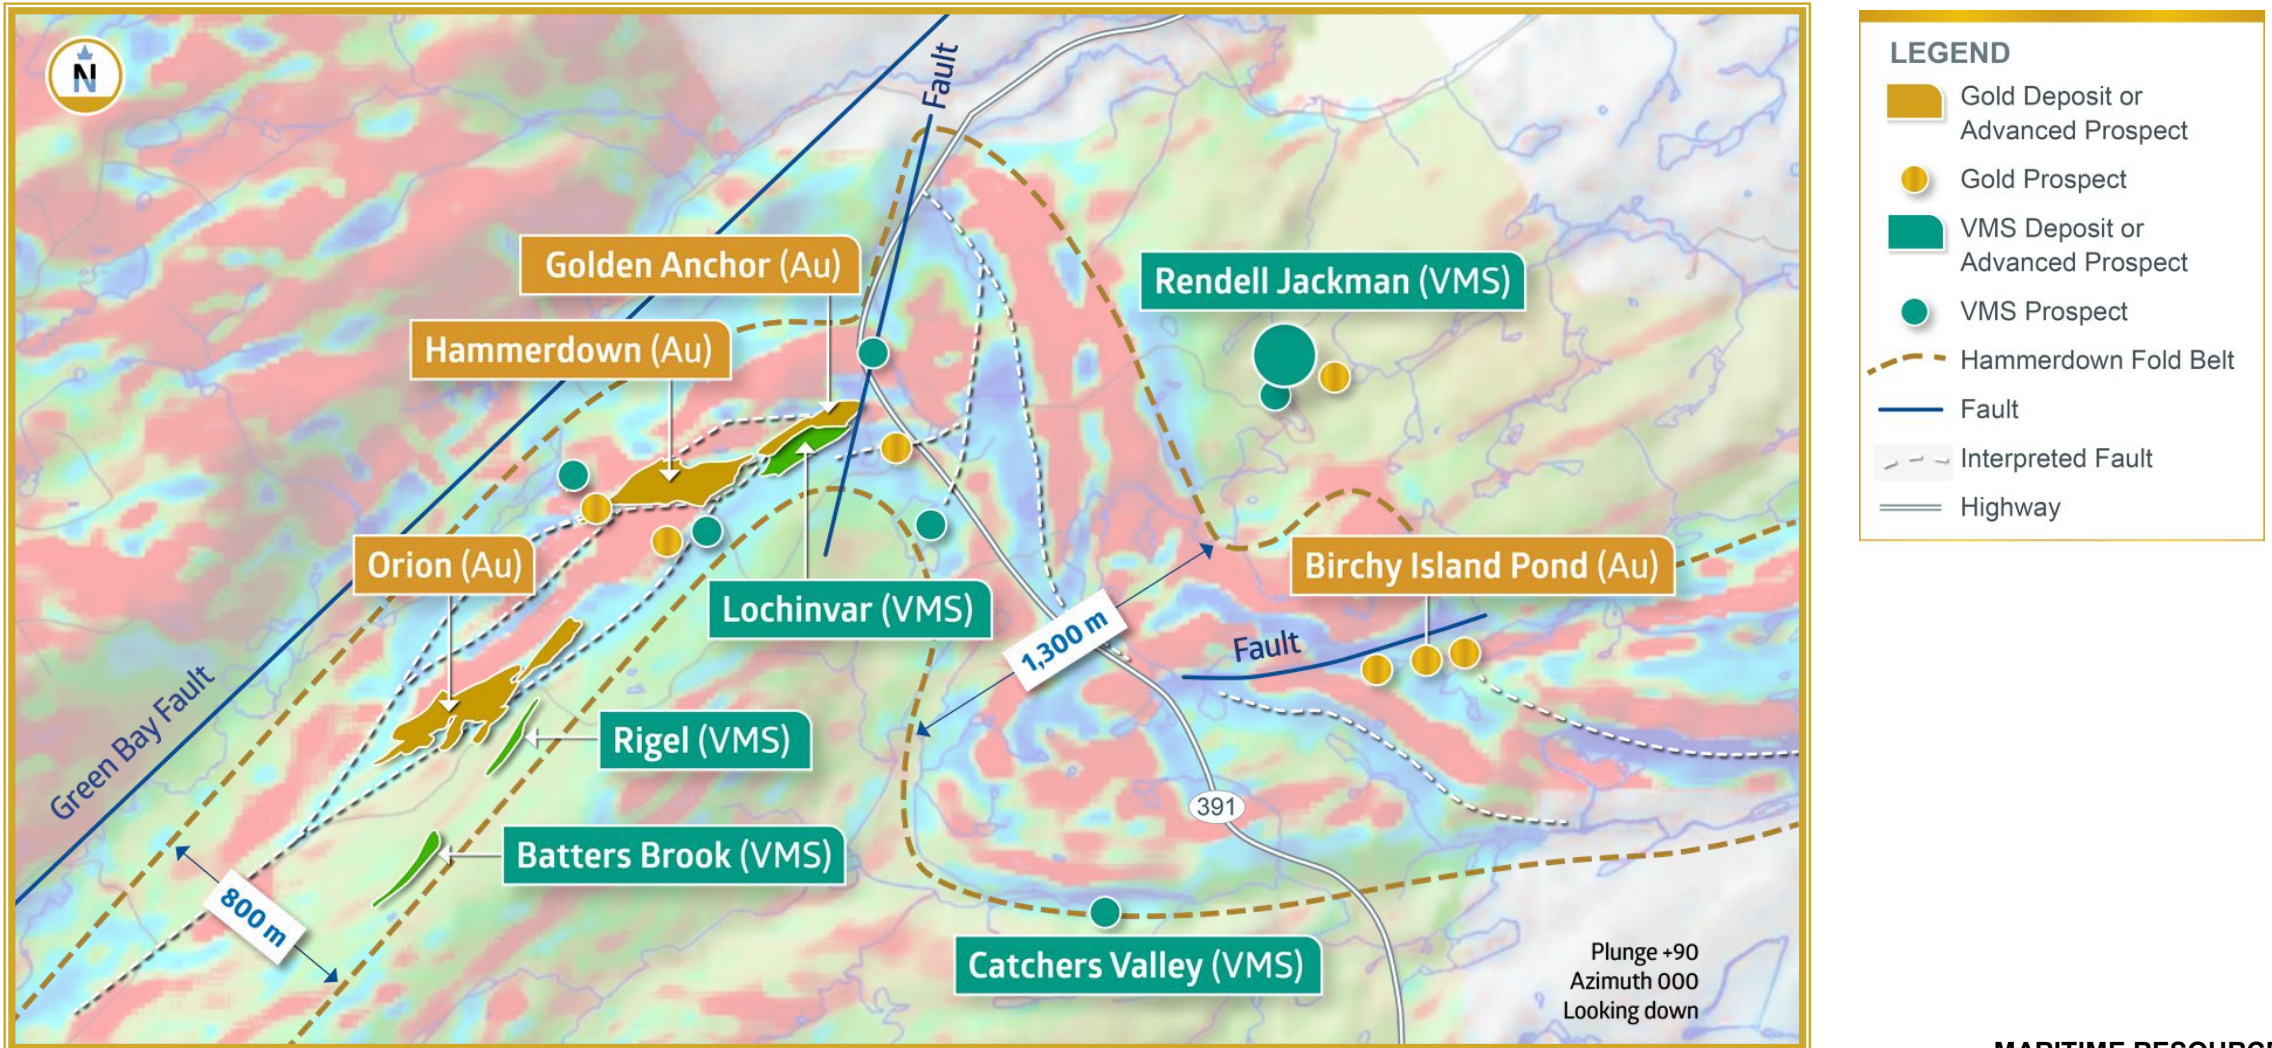 N
Fault
Golden Anchor (Au)
Rendell Jackman (VMS)
Hammerdown (Au)
Orion (Au)
Lochinvar (VMS)
Birchy Island Pond (Au)
1,300 m
Fault
Green Bay Fault
Rigel (VMS)
391
Batters Brook (VMS)
800 m
Catchers Valley (VMS)
Plunge +90
Azimuth 000
Looking down
LEGEND
Gold Deposit or
Advanced Prospect
Gold Prospect
VMS Deposit or
Advanced Prospect
VMS Prospect
Hammerdown Fold Belt
Fault
Interpreted Fault
Highway
MARITIME RESOURCE